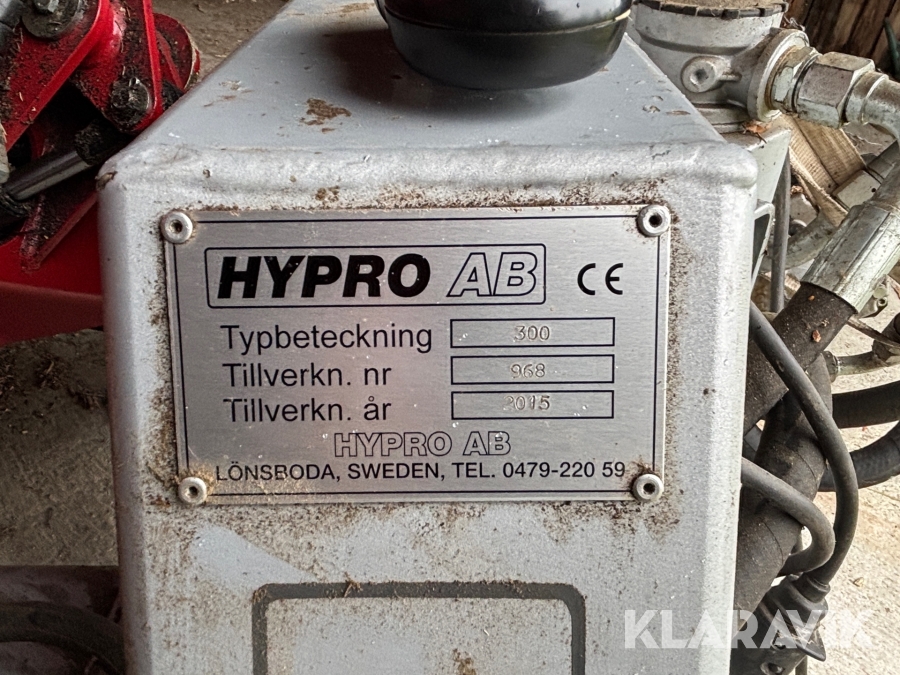 HYPRO AB CE
Typbeteckning 300
Tillverkn. nr 968
Tillverkn. år 2015
HYPRO AB
LÖNSBODA, SWEDEN, TEL. 0479-220 59
KLARAVIK